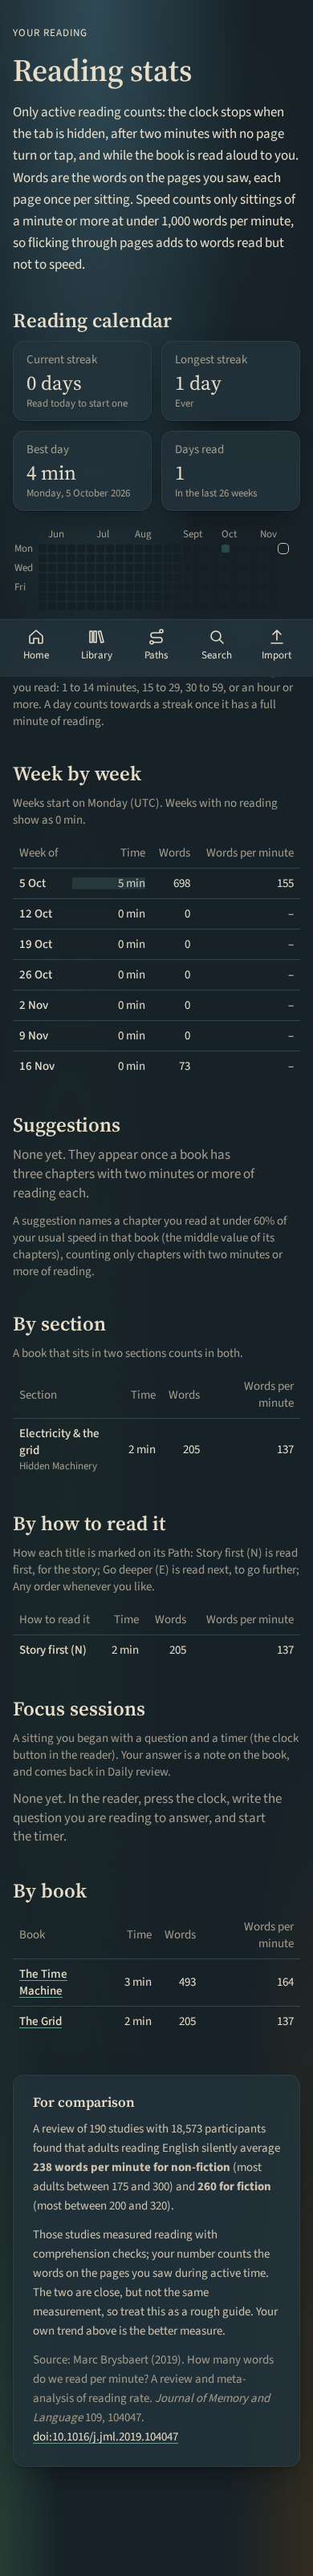 YOUR READING
Reading stats
Only active reading counts: the clock stops when
the tab is hidden, after two minutes with no page
turn or tap, and while the book is read aloud to you.
Words are the words on the pages you saw, each
page once per sitting. Speed counts only sittings of
a minute or more at under 1,000 words per minute,
so flicking through pages adds to words read but
not to speed.
Reading calendar
Current streak
0 days
Read today to start one
Longest streak
1 day
Ever
Best day
4 min
Monday, 5 October 2026
Days read
1
In the last 26 weeks
Jun Jul Aug Sept Oct Nov
Mon
Wed
Fri
Home Library Paths Search Import
you read: 1 to 14 minutes, 15 to 29, 30 to 59, or an hour or
more. A day counts towards a streak once it has a full
minute of reading.
Week by week
Weeks start on Monday (UTC). Weeks with no reading
show as 0 min.
Week of Time Words Words per minute
5 Oct 5 min 698 155
12 Oct 0 min 0 –
19 Oct 0 min 0 –
26 Oct 0 min 0 –
2 Nov 0 min 0 –
9 Nov 0 min 0 –
16 Nov 0 min 73 –
Suggestions
None yet. They appear once a book has
three chapters with two minutes or more of
reading each.
A suggestion names a chapter you read at under 60% of
your usual speed in that book (the middle value of its
chapters), counting only chapters with two minutes or
more of reading.
By section
A book that sits in two sections counts in both.
Section Time Words Words per
minute
Electricity & the
grid 2 min 205 137
Hidden Machinery
By how to read it
How each title is marked on its Path: Story first (N) is read
first, for the story; Go deeper (E) is read next, to go further;
Any order whenever you like.
How to read it Time Words Words per minute
Story first (N) 2 min 205 137
Focus sessions
A sitting you began with a question and a timer (the clock
button in the reader). Your answer is a note on the book,
and comes back in Daily review.
None yet. In the reader, press the clock, write the
question you are reading to answer, and start
the timer.
By book
Book Time Words Words per
minute
The Time
Machine 3 min 493 164
The Grid 2 min 205 137
For comparison
A review of 190 studies with 18,573 participants
found that adults reading English silently average
238 words per minute for non-fiction (most
adults between 175 and 300) and 260 for fiction
(most between 200 and 320).
Those studies measured reading with
comprehension checks; your number counts the
words on the pages you saw during active time.
The two are close, but not the same
measurement, so treat this as a rough guide. Your
own trend above is the better measure.
Source: Marc Brysbaert (2019). How many words
do we read per minute? A review and meta-
analysis of reading rate. Journal of Memory and
Language 109, 104047.
doi:10.1016/j.jml.2019.104047